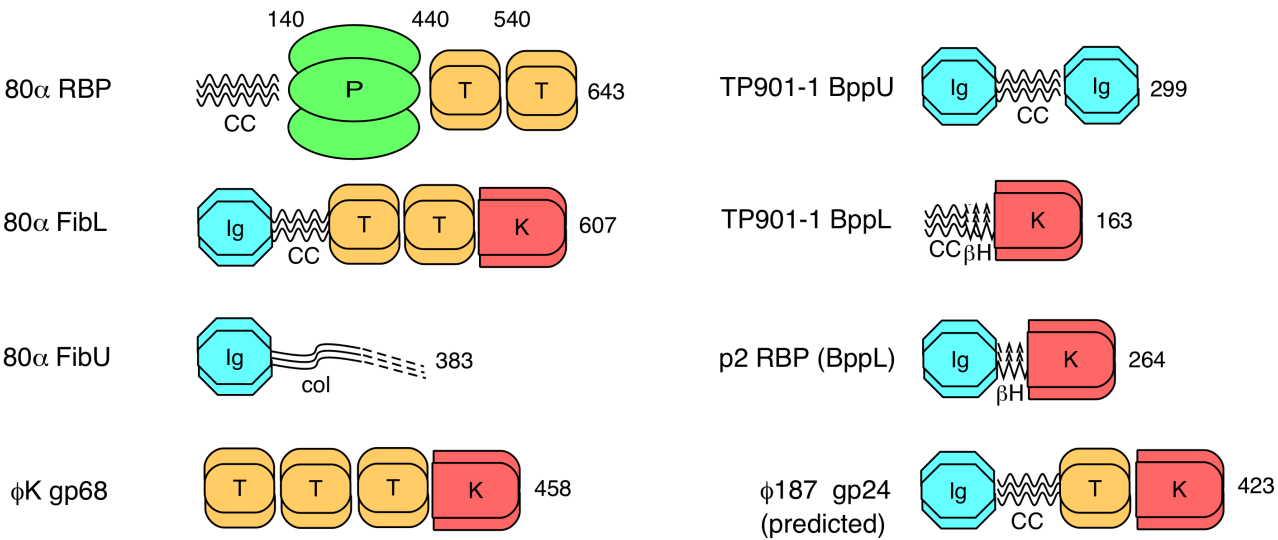 140 440 540
80α RBP P T T 643
CC
80α FibL Ig T T K 607
CC
80α FibU Ig 383
col
ϕK gp68 T T T K 458
TP901-1 BppU Ig Ig 299
CC
TP901-1 BppL K 163
CC βH
p2 RBP (BppL) Ig K 264
βH
ϕ187 gp24 Ig T K 423
(predicted) CC